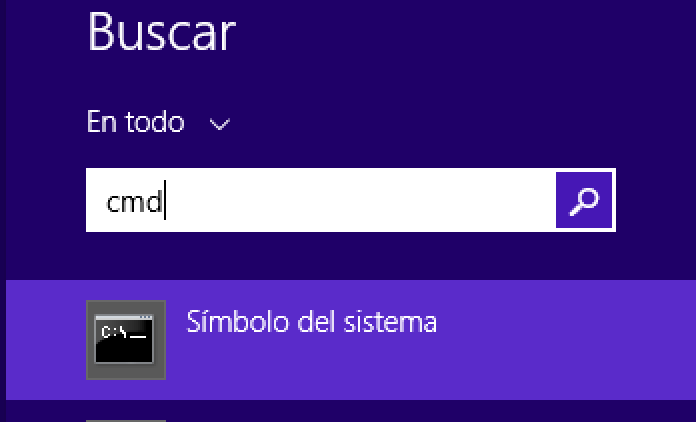 Buscar
En todo
cmd
C:\_
Símbolo del sistema